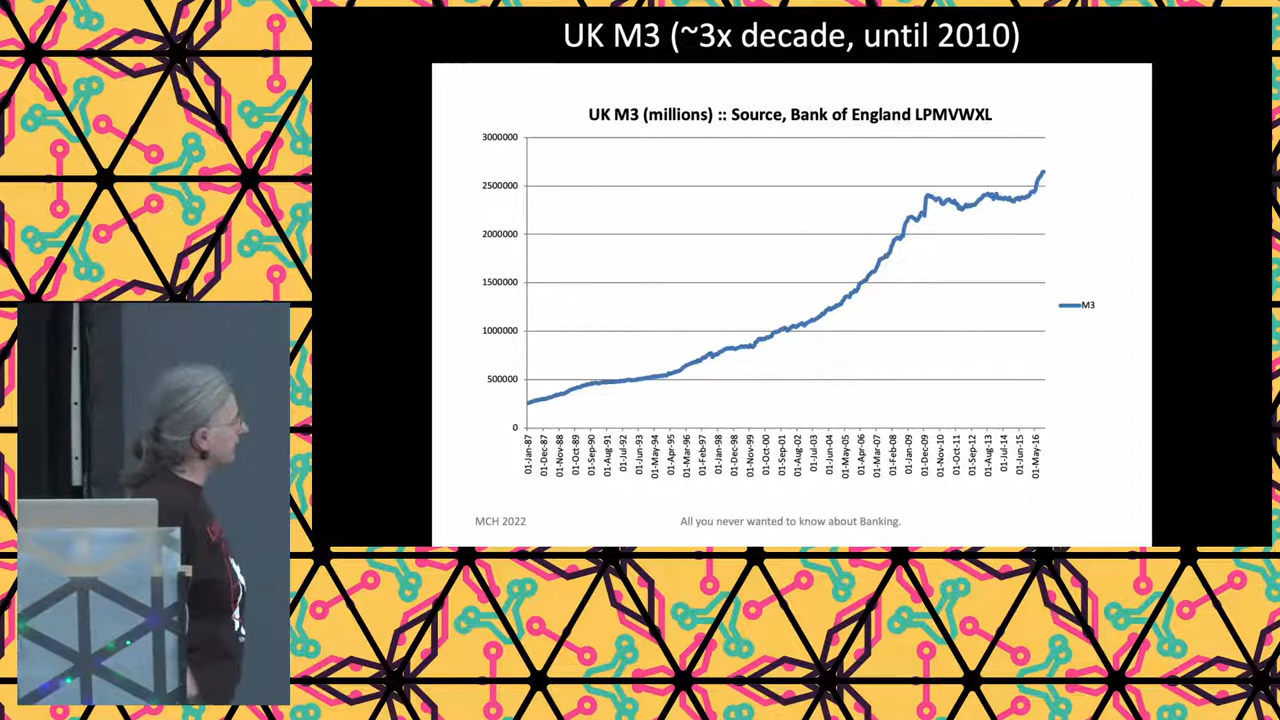 UK M3 (~3x decade, until 2010)
UK M3 (millions) :: Source, Bank of England LPMVWXL
3000000
2500000
2000000
1500000
1000000
500000
0
M3
01-Jan-87
01-Dec-87
01-Nov-88
01-Oct-89
01-Sep-90
01-Aug-91
01-Jul-92
01-Jun-93
01-May-94
01-Apr-95
01-Mar-96
01-Feb-97
01-Jan-98
01-Dec-98
01-Nov-99
01-Oct-00
01-Sep-01
01-Aug-02
01-Jul-03
01-Jun-04
01-May-05
01-Apr-06
01-Mar-07
01-Feb-08
01-Jan-09
01-Dec-09
01-Nov-10
01-Oct-11
01-Sep-12
01-Aug-13
01-Jul-14
01-Jun-15
01-May-16
MCH 2022
All you never wanted to know about Banking.